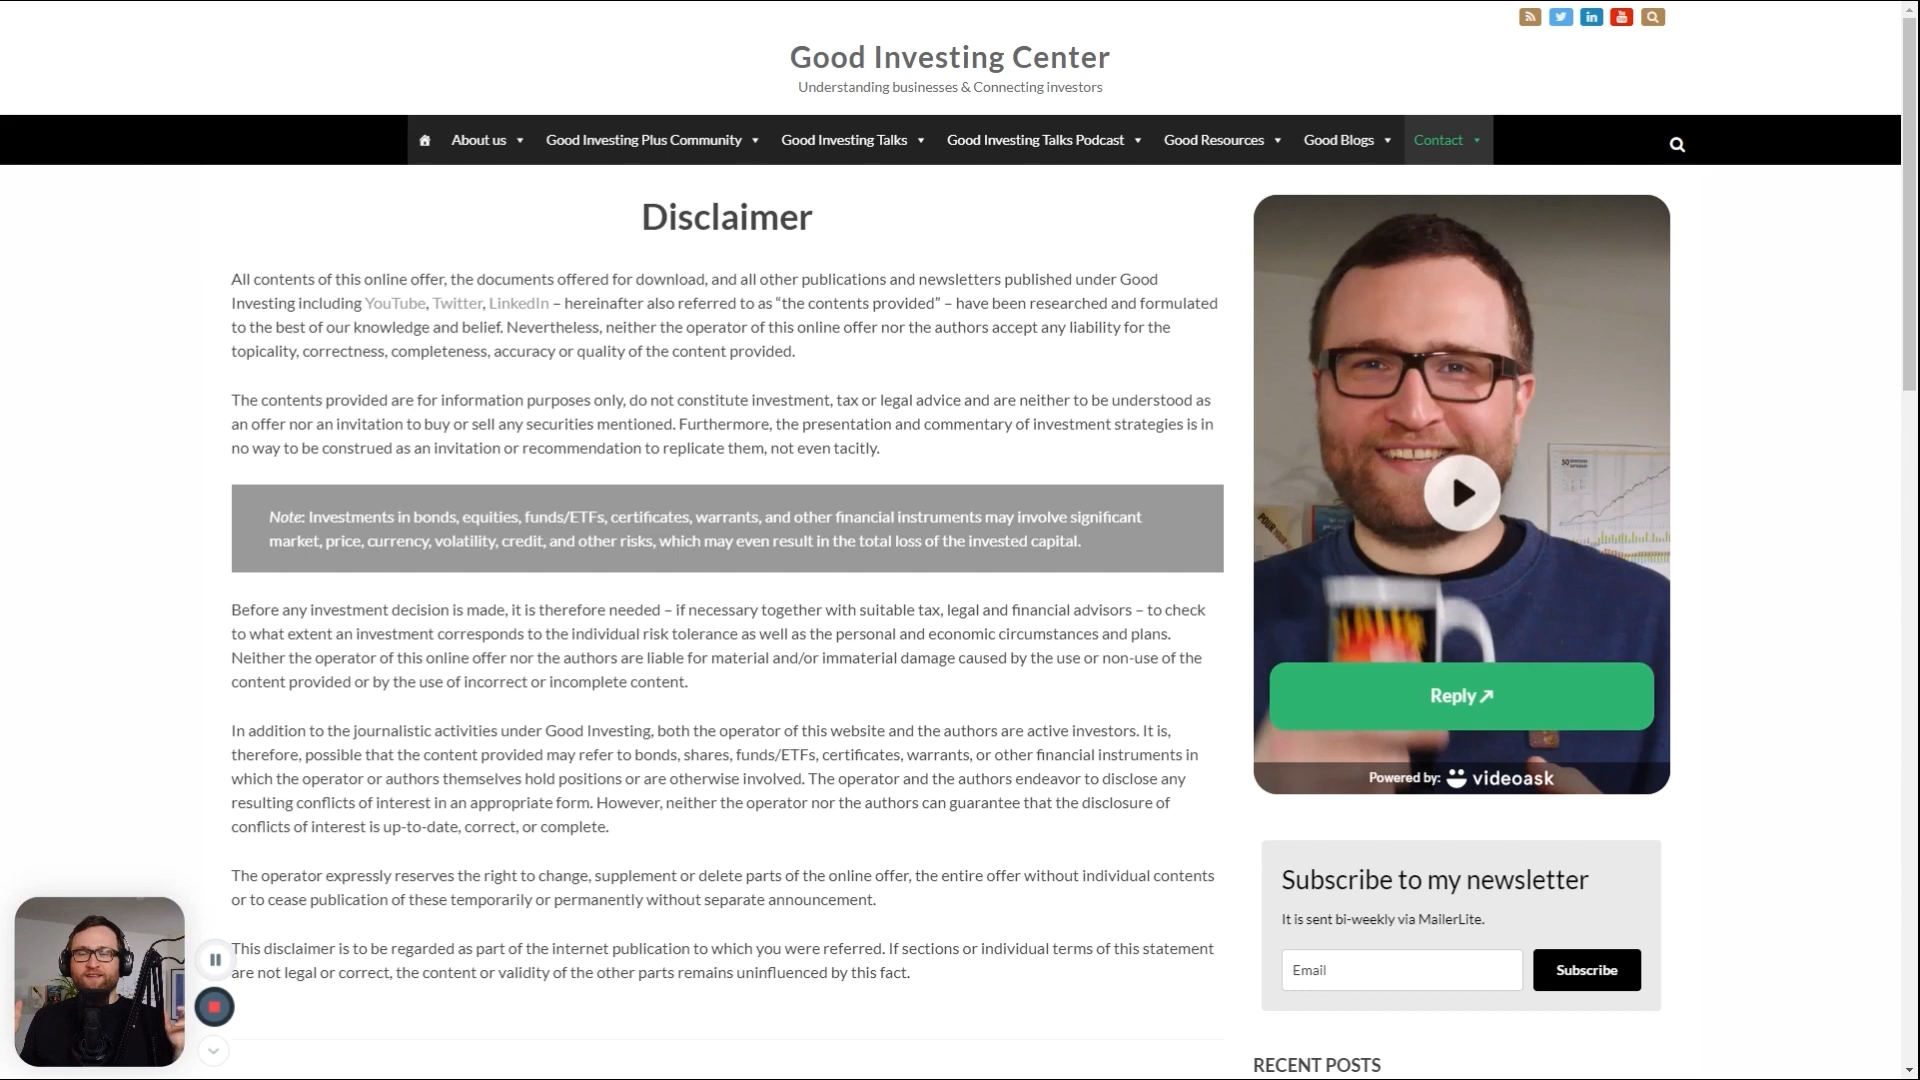 Good Investing Center
Understanding businesses & Connecting investors
About us
Good Investing Plus Community
Good Investing Talks
Good Investing Talks Podcast
Good Resources
Good Blogs
Contact
Disclaimer
All contents of this online offer, the documents offered for download, and all other publications and newsletters published under Good
Investing including YouTube, Twitter, LinkedIn – hereinafter also referred to as “the contents provided” – have been researched and formulated
to the best of our knowledge and belief. Nevertheless, neither the operator of this online offer nor the authors accept any liability for the
topicality, correctness, completeness, accuracy or quality of the content provided.
The contents provided are for information purposes only, do not constitute investment, tax or legal advice and are neither to be understood as
an offer nor an invitation to buy or sell any securities mentioned. Furthermore, the presentation and commentary of investment strategies is in
no way to be construed as an invitation or recommendation to replicate them, not even tacitly.
Note: Investments in bonds, equities, funds/ETFs, certificates, warrants, and other financial instruments may involve significant
market, price, currency, volatility, credit, and other risks, which may even result in the total loss of the invested capital.
Before any investment decision is made, it is therefore needed – if necessary together with suitable tax, legal and financial advisors – to check
to what extent an investment corresponds to the individual risk tolerance as well as the personal and economic circumstances and plans.
Neither the operator of this online offer nor the authors are liable for material and/or immaterial damage caused by the use or non-use of the
content provided or by the use of incorrect or incomplete content.
In addition to the journalistic activities under Good Investing, both the operator of this website and the authors are active investors. It is,
therefore, possible that the content provided may refer to bonds, shares, funds/ETFs, certificates, warrants, or other financial instruments in
which the operator or authors themselves hold positions or are otherwise involved. The operator and the authors endeavor to disclose any
resulting conflicts of interest in an appropriate form. However, neither the operator nor the authors can guarantee that the disclosure of
conflicts of interest is up-to-date, correct, or complete.
The operator expressly reserves the right to change, supplement or delete parts of the online offer, the entire offer without individual contents
or to cease publication of these temporarily or permanently without separate announcement.
This disclaimer is to be regarded as part of the internet publication to which you were referred. If sections or individual terms of this statement
are not legal or correct, the content or validity of the other parts remains uninfluenced by this fact.
Reply
Powered by: videoask
Subscribe to my newsletter
It is sent bi-weekly via MailerLite.
Email
Subscribe
RECENT POSTS